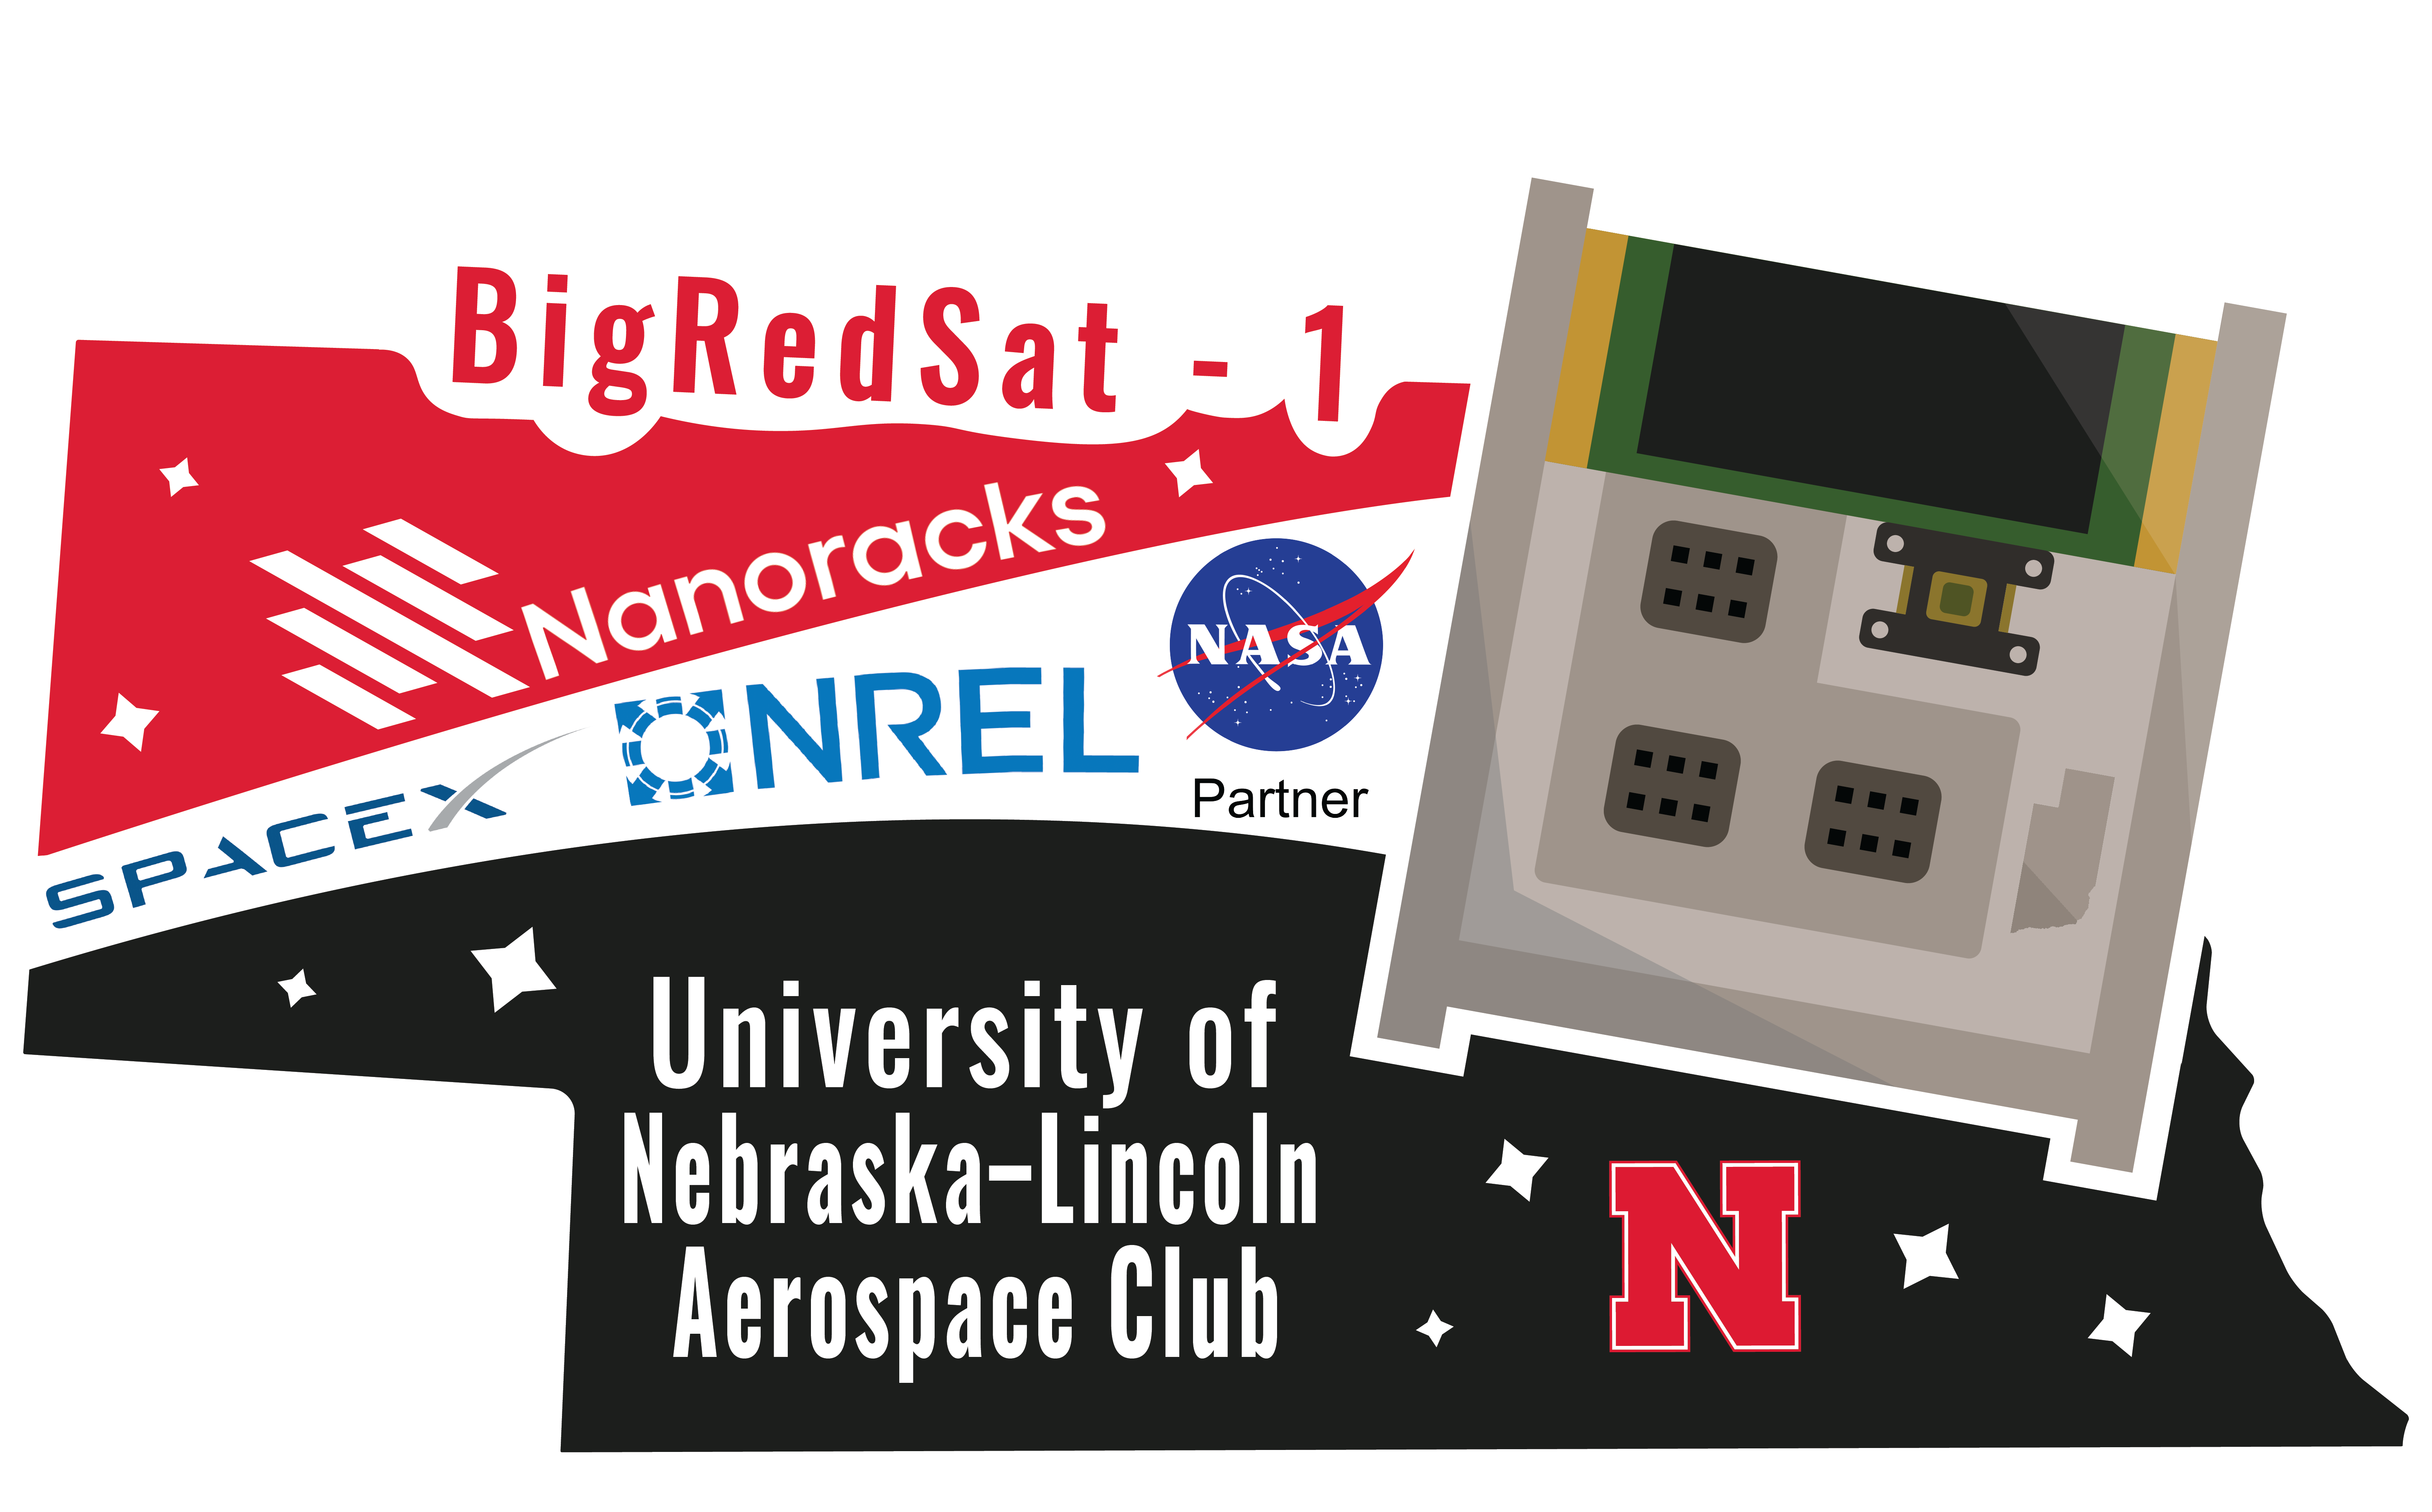 BigRedSat - 1
Nanoracks
NASA
NREL
Partner
SPACEX
University of
Nebraska–Lincoln
Aerospace Club
N